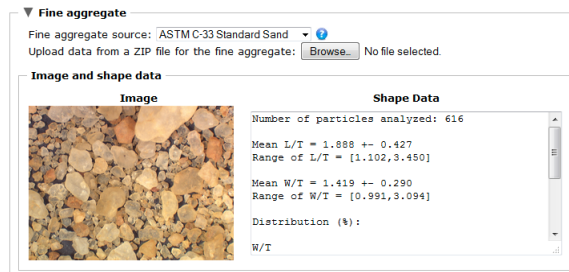 ▼ Fine aggregate
Fine aggregate source: ASTM C-33 Standard Sand ?
Upload data from a ZIP file for the fine aggregate: Browse.. No file selected.
Image and shape data
Image
Shape Data
Number of particles analyzed: 616
Mean L/T = 1.888 +- 0.427
Range of L/T = [1.102,3.450]
Mean W/T = 1.419 +- 0.290
Range of W/T = [0.991,3.094]
Distribution (%):
W/T